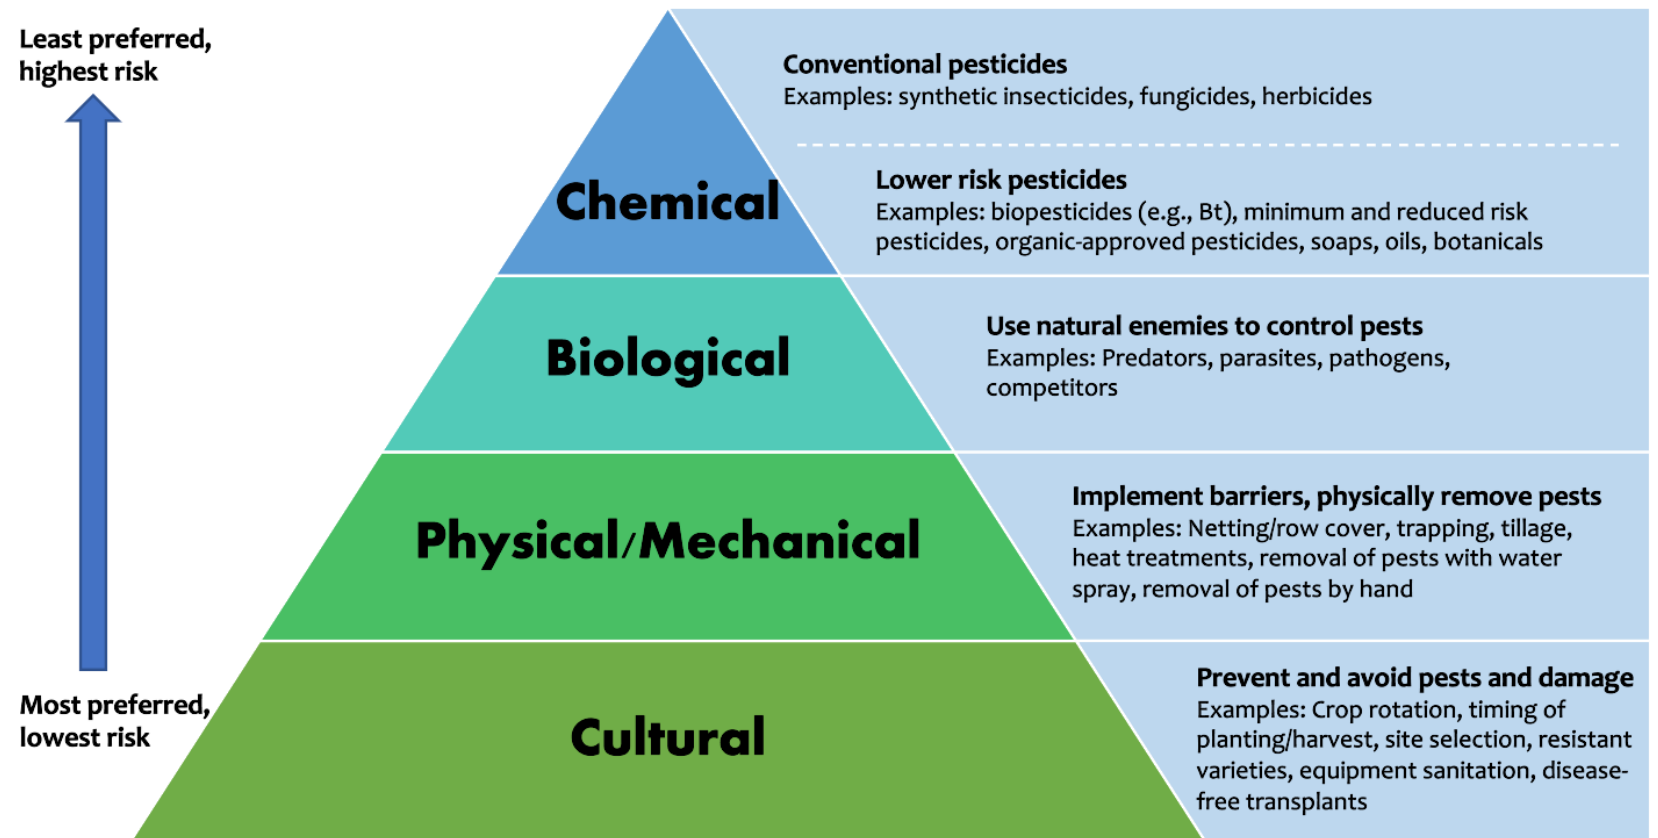 Least preferred,
highest risk
Conventional pesticides
Examples: synthetic insecticides, fungicides, herbicides
Chemical
Lower risk pesticides
Examples: biopesticides (e.g., Bt), minimum and reduced risk
pesticides, organic-approved pesticides, soaps, oils, botanicals
Biological
Use natural enemies to control pests
Examples: Predators, parasites, pathogens,
competitors
Physical/Mechanical
Implement barriers, physically remove pests
Examples: Netting/row cover, trapping, tillage,
heat treatments, removal of pests with water
spray, removal of pests by hand
Most preferred,
lowest risk
Cultural
Prevent and avoid pests and damage
Examples: Crop rotation, timing of
planting/harvest, site selection, resistant
varieties, equipment sanitation, disease-
free transplants